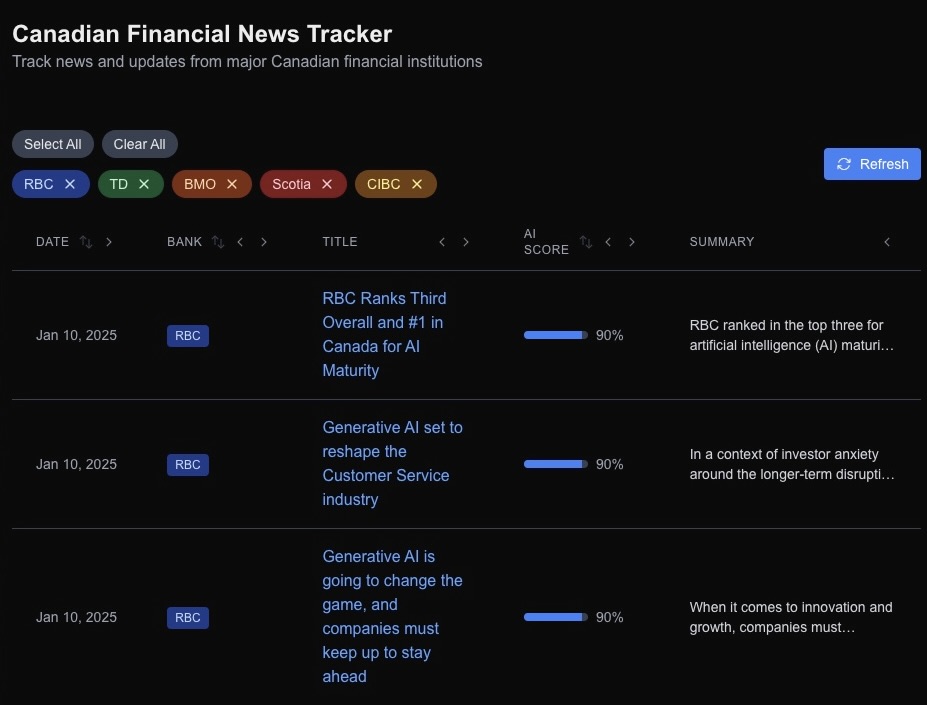 Canadian Financial News Tracker
Track news and updates from major Canadian financial institutions
Select All
Clear All
RBC
TD
BMO
Scotia
CIBC
Refresh
DATE
BANK
TITLE
AI
SCORE
SUMMARY
Jan 10, 2025
RBC
RBC Ranks Third
Overall and #1 in
Canada for AI
Maturity
90%
RBC ranked in the top three for
artificial intelligence (AI) maturi…
Jan 10, 2025
RBC
Generative AI set to
reshape the
Customer Service
industry
90%
In a context of investor anxiety
around the longer-term disrupti…
Jan 10, 2025
RBC
Generative AI is
going to change the
game, and
companies must
keep up to stay
ahead
90%
When it comes to innovation and
growth, companies must…